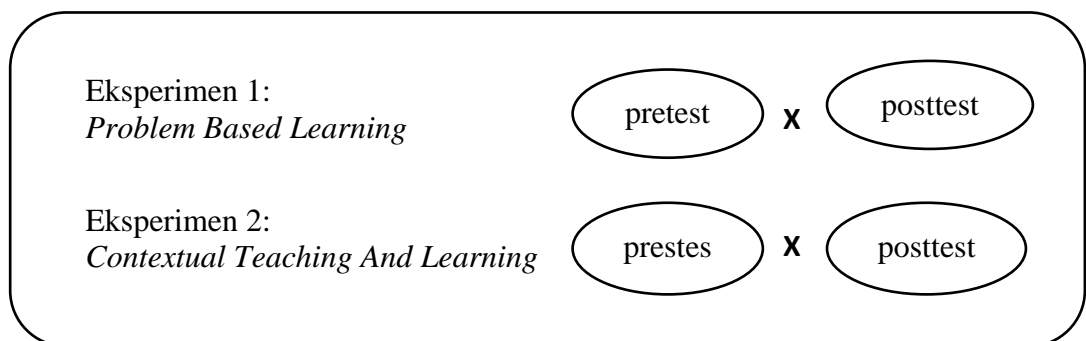 Eksperimen 1:
Problem Based Learning
pretest X posttest
Eksperimen 2:
Contextual Teaching And Learning
prestes X posttest